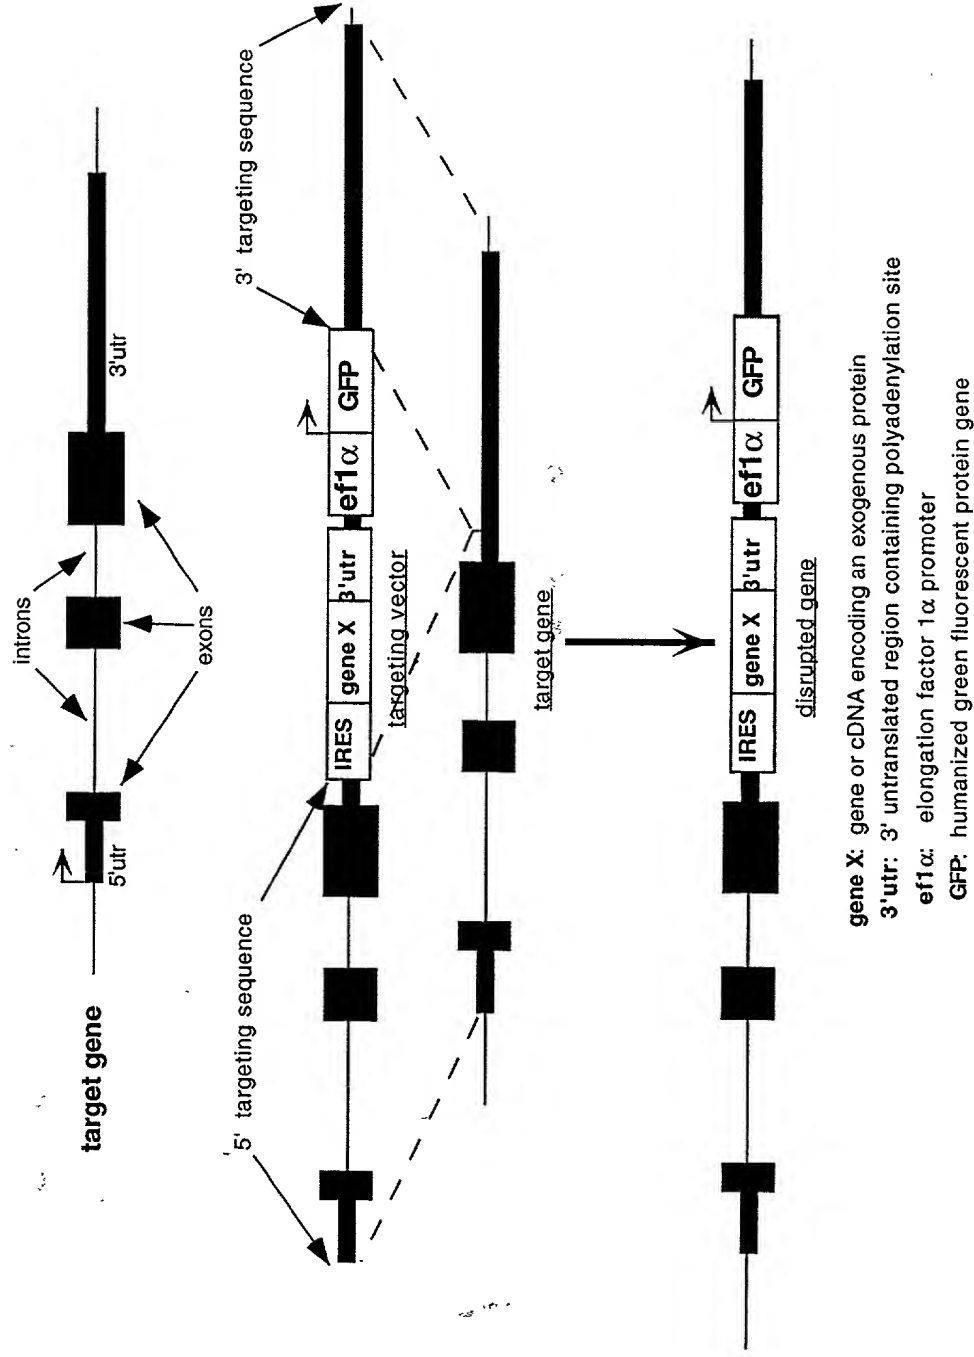 target gene
introns
exons
5'utr
3'utr
5' targeting sequence
3' targeting sequence
IRES
gene X
3'utr
ef1α
GFP
targeting vector
target gene
IRES
gene X
3'utr
ef1α
GFP
disrupted gene
gene X: gene or cDNA encoding an exogenous protein
3'utr: 3' untranslated region containing polyadenylation site
ef1α: elongation factor 1α promoter
GFP: humanized green fluorescent protein gene